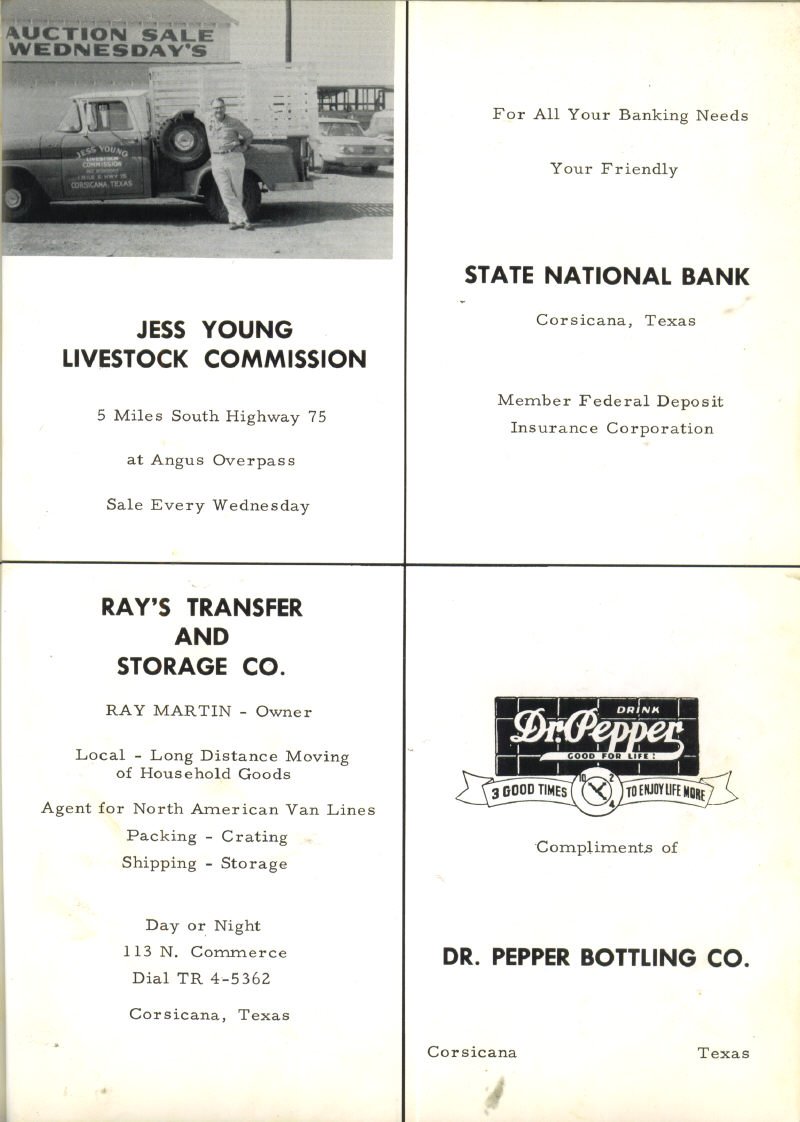 AUCTION SALE
WEDNESDAY'S
JESS YOUNG
LIVESTOCK
COMMISSION
CORSICANA, TEXAS
JESS YOUNG
LIVESTOCK COMMISSION
5 Miles South Highway 75
at Angus Overpass
Sale Every Wednesday
For All Your Banking Needs
Your Friendly
STATE NATIONAL BANK
Corsicana, Texas
Member Federal Deposit
Insurance Corporation
RAY'S TRANSFER
AND
STORAGE CO.
RAY MARTIN - Owner
Local - Long Distance Moving
of Household Goods
Agent for North American Van Lines
Packing - Crating
Shipping - Storage
Day or Night
113 N. Commerce
Dial TR 4-5362
Corsicana, Texas
DRINK
Dr. Pepper
GOOD FOR LIFE!
10 2 4
3 GOOD TIMES TO ENJOY LIFE MORE
Compliments of
DR. PEPPER BOTTLING CO.
Corsicana Texas